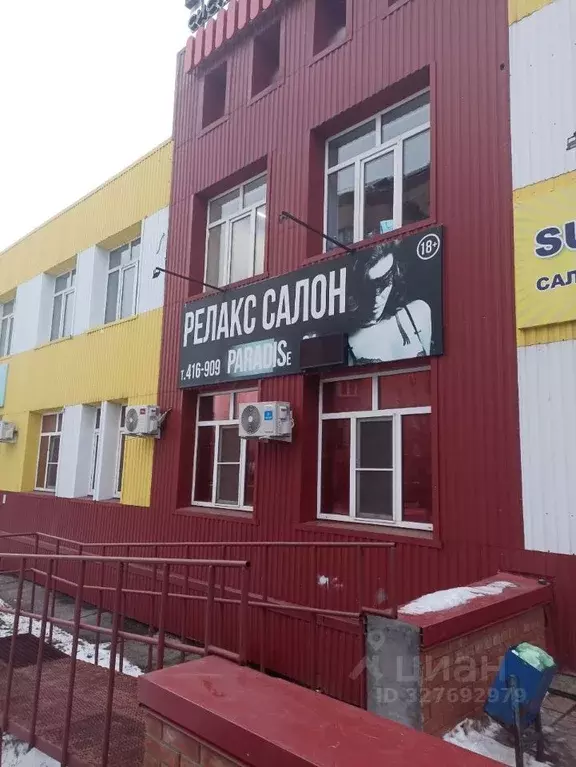 18+
РЕЛАКС САЛОН
т.416-909 PARADISE
SU
САЛ
циан
ID 327692979